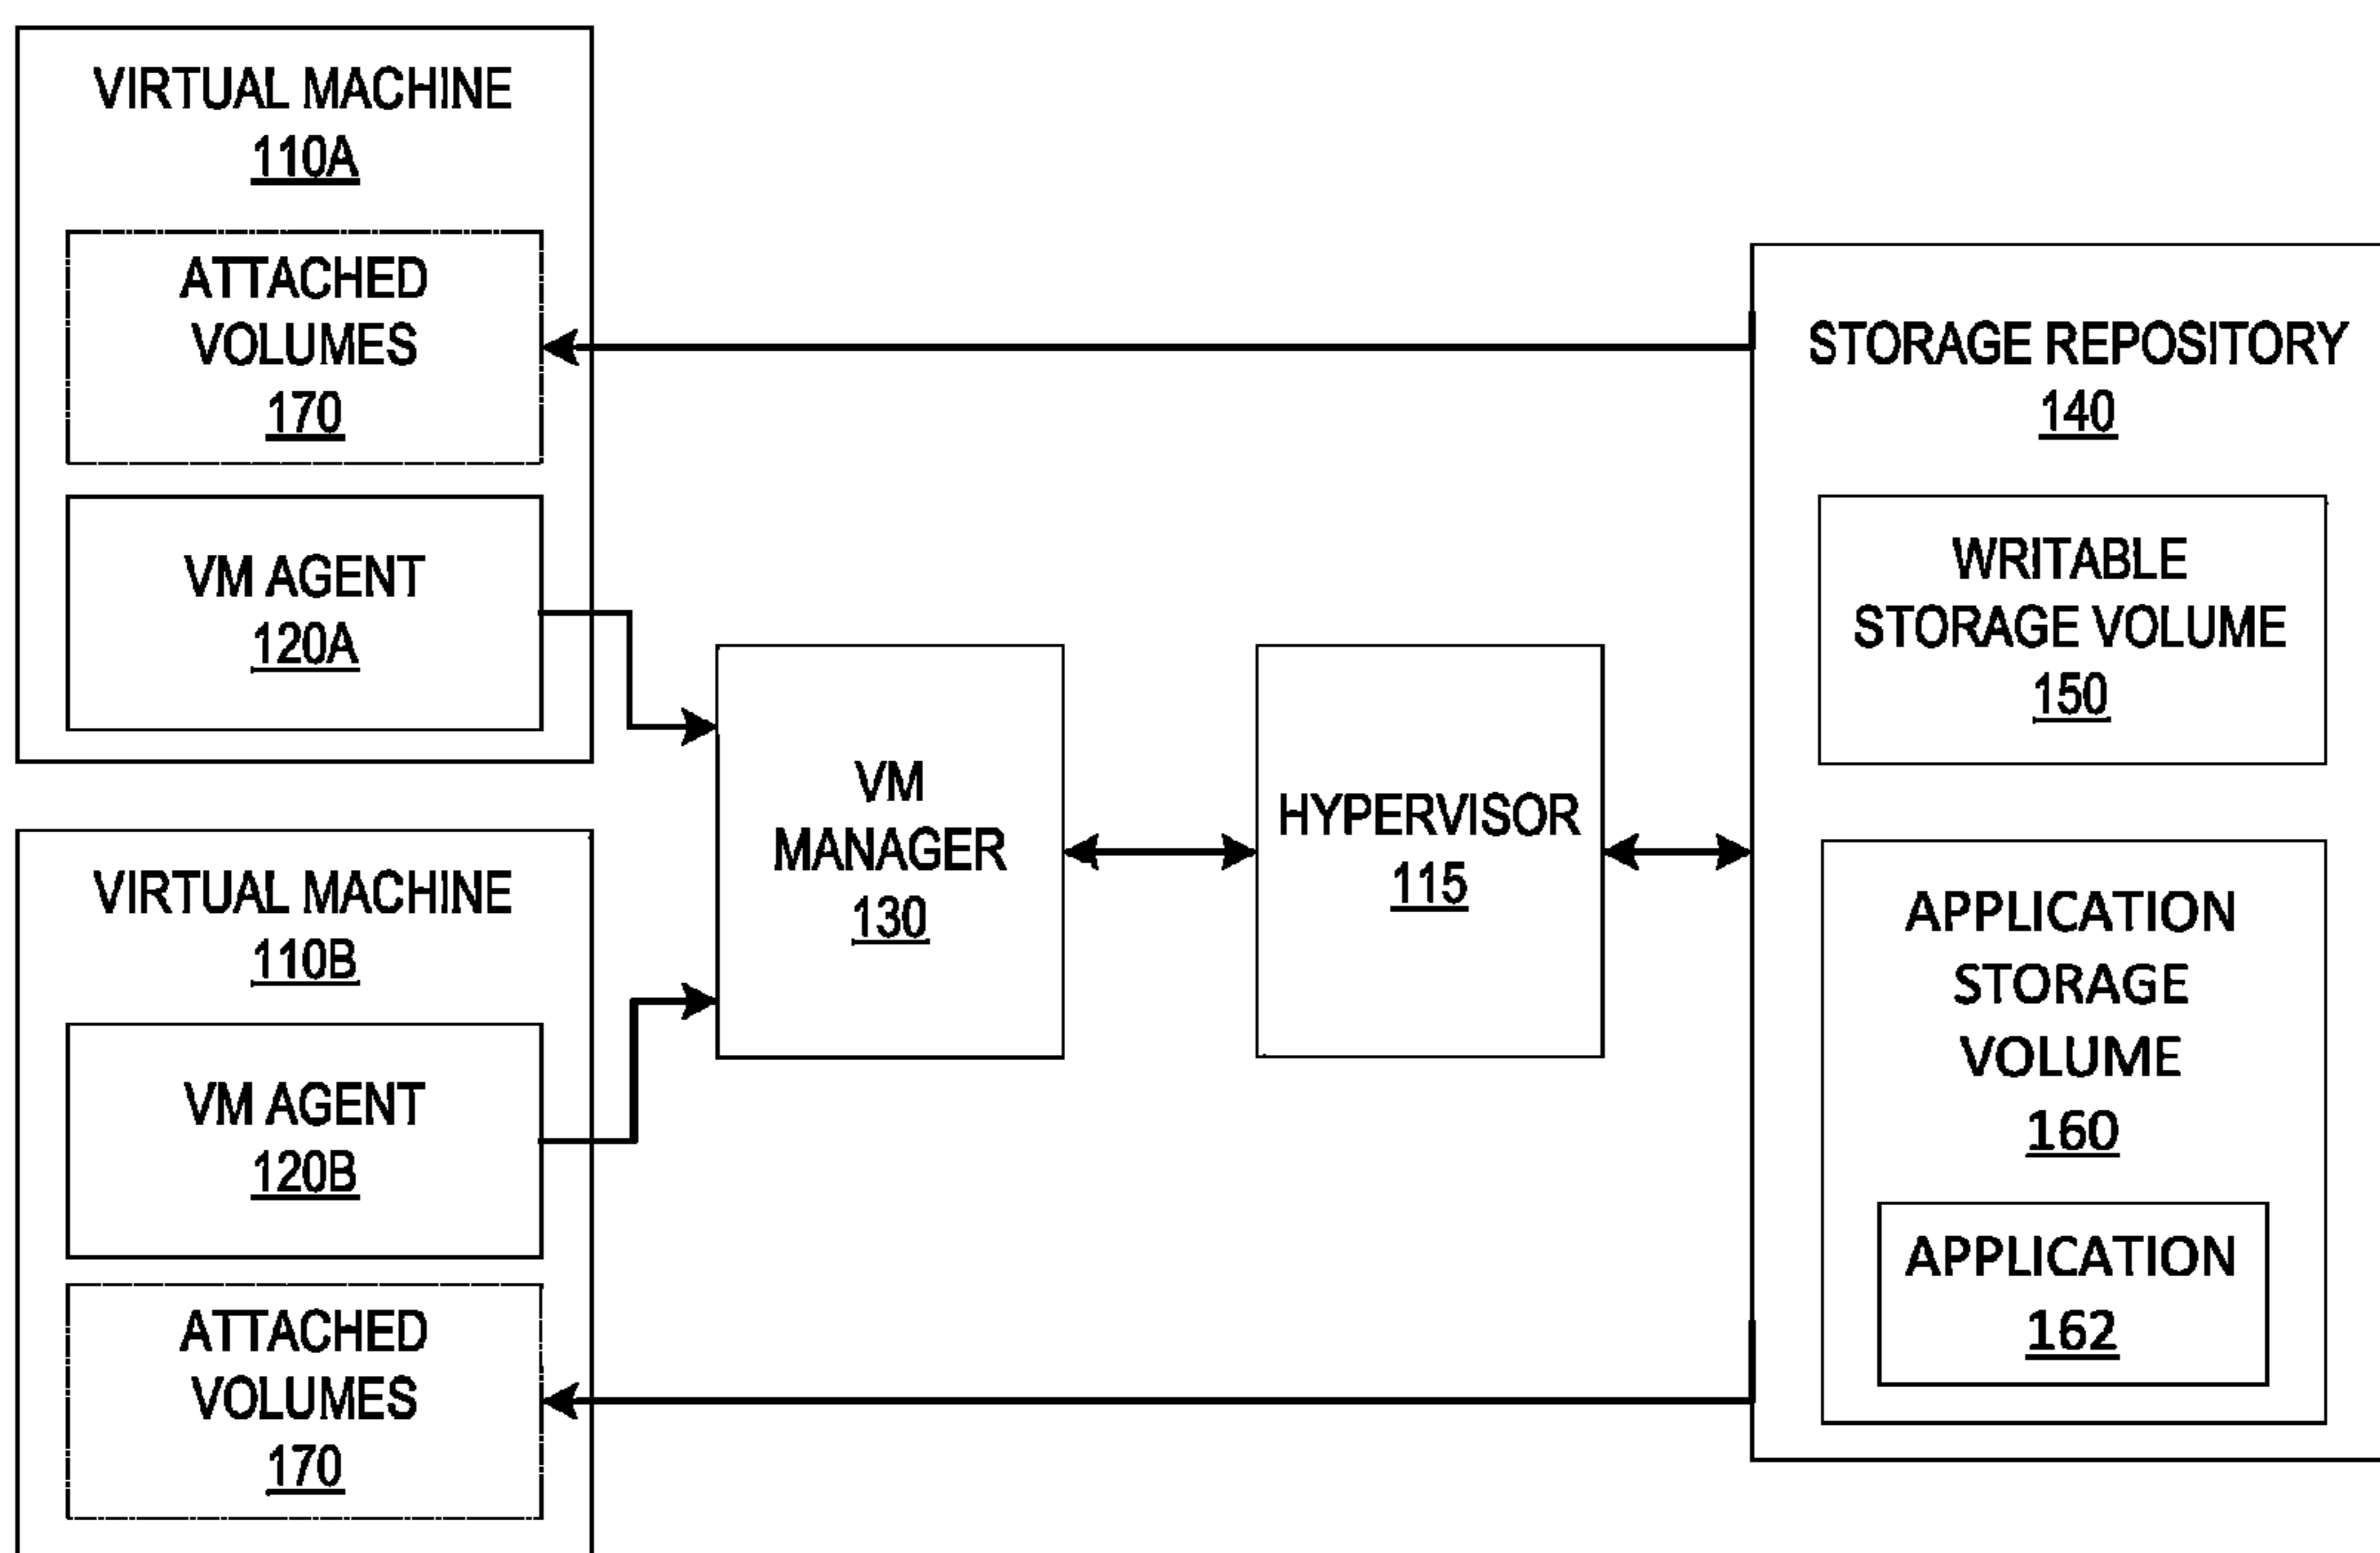 VIRTUAL MACHINE
110A
ATTACHED
VOLUMES
170
VM AGENT
120A
VIRTUAL MACHINE
110B
VM AGENT
120B
ATTACHED
VOLUMES
170
VM
MANAGER
130
HYPERVISOR
115
STORAGE REPOSITORY
140
WRITABLE
STORAGE VOLUME
150
APPLICATION
STORAGE
VOLUME
160
APPLICATION
162